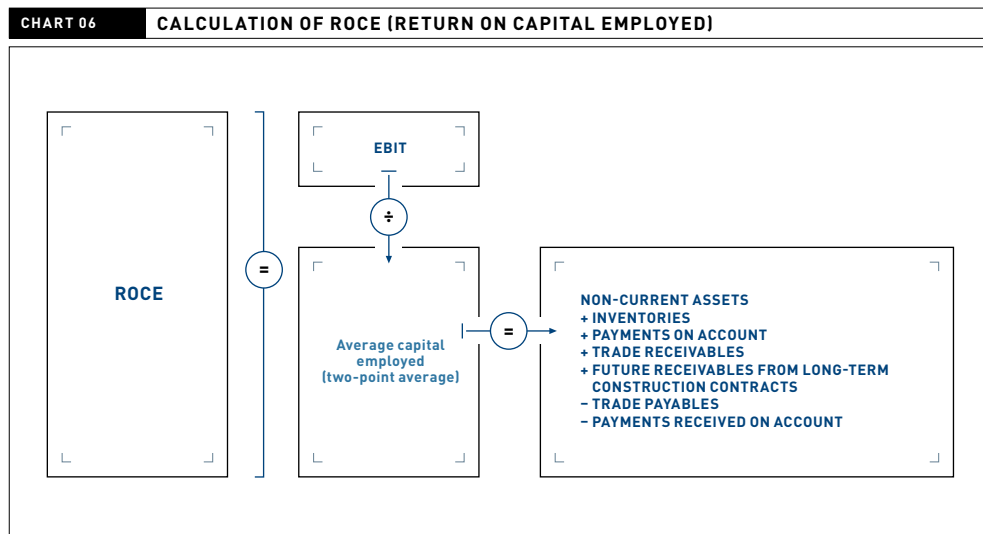 CHART 06
CALCULATION OF ROCE (RETURN ON CAPITAL EMPLOYED)
ROCE
=
EBIT
÷
Average capital
employed
(two-point average)
=
NON-CURRENT ASSETS
+ INVENTORIES
+ PAYMENTS ON ACCOUNT
+ TRADE RECEIVABLES
+ FUTURE RECEIVABLES FROM LONG-TERM
CONSTRUCTION CONTRACTS
– TRADE PAYABLES
– PAYMENTS RECEIVED ON ACCOUNT